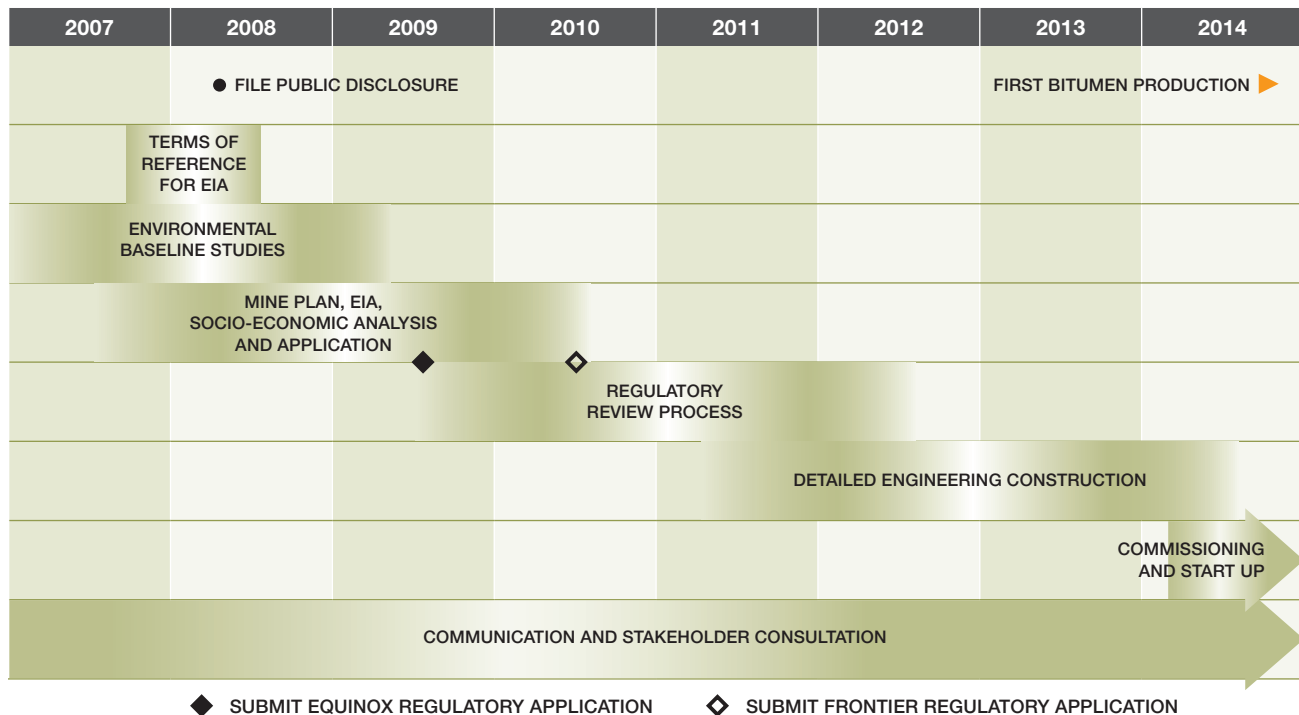 2007 2008 2009 2010 2011 2012 2013 2014
FILE PUBLIC DISCLOSURE
FIRST BITUMEN PRODUCTION
TERMS OF
REFERENCE
FOR EIA
ENVIRONMENTAL
BASELINE STUDIES
MINE PLAN, EIA,
SOCIO-ECONOMIC ANALYSIS
AND APPLICATION
REGULATORY
REVIEW PROCESS
DETAILED ENGINEERING CONSTRUCTION
COMMISSIONING
AND START UP
COMMUNICATION AND STAKEHOLDER CONSULTATION
SUBMIT EQUINOX REGULATORY APPLICATION
SUBMIT FRONTIER REGULATORY APPLICATION